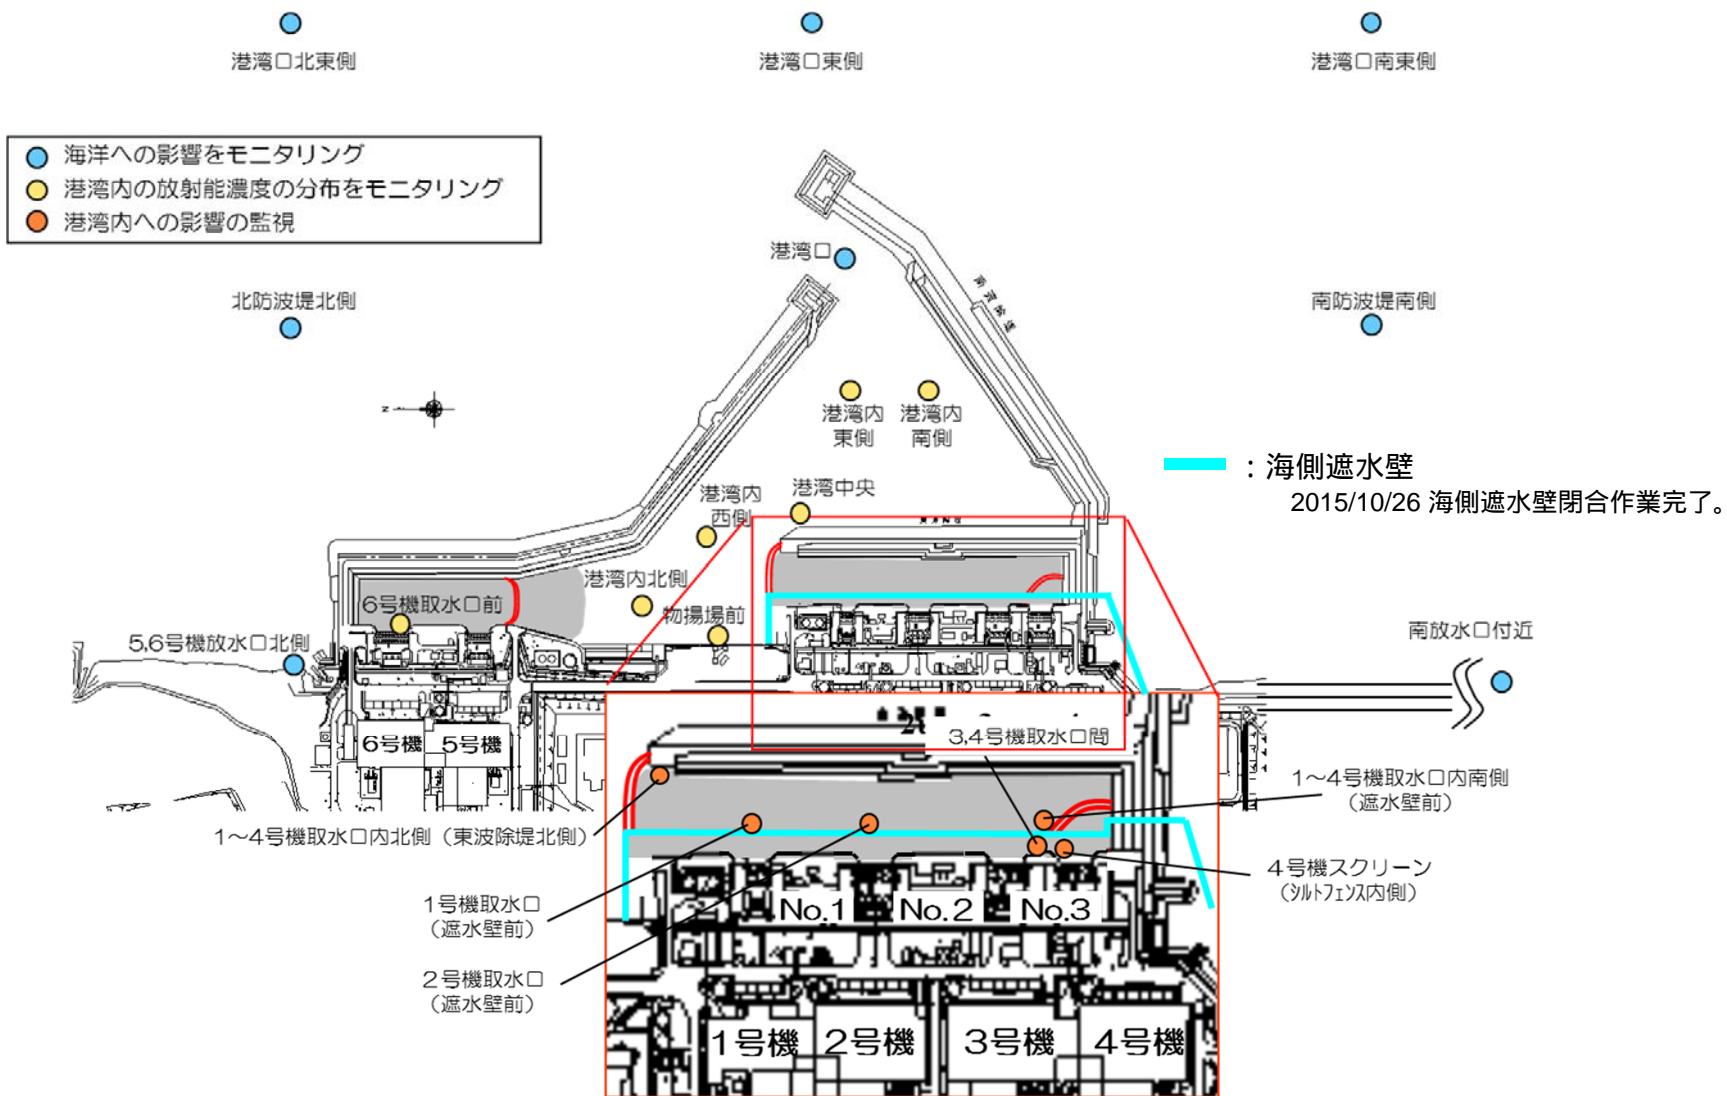 港湾口北東側
港湾口東側
港湾口南東側
海洋への影響をモニタリング
港湾内の放射能濃度の分布をモニタリング
港湾内への影響の監視
港湾口
北防波堤北側
南防波堤南側
N
港湾内
東側
港湾内
南側
：海側遮水壁
2015/10/26 海側遮水壁閉合作業完了。
港湾内
西側
港湾中央
港湾内北側
6号機取水口前
物揚場前
5,6号機放水口北側
南放水口付近
6号機
5号機
3,4号機取水口間
1～4号機取水口内南側
（遮水壁前）
1～4号機取水口内北側（東波除堤北側）
4号機スクリーン
（シルトフェンス内側）
1号機取水口
（遮水壁前）
No.1
No.2
No.3
2号機取水口
（遮水壁前）
1号機
2号機
3号機
4号機